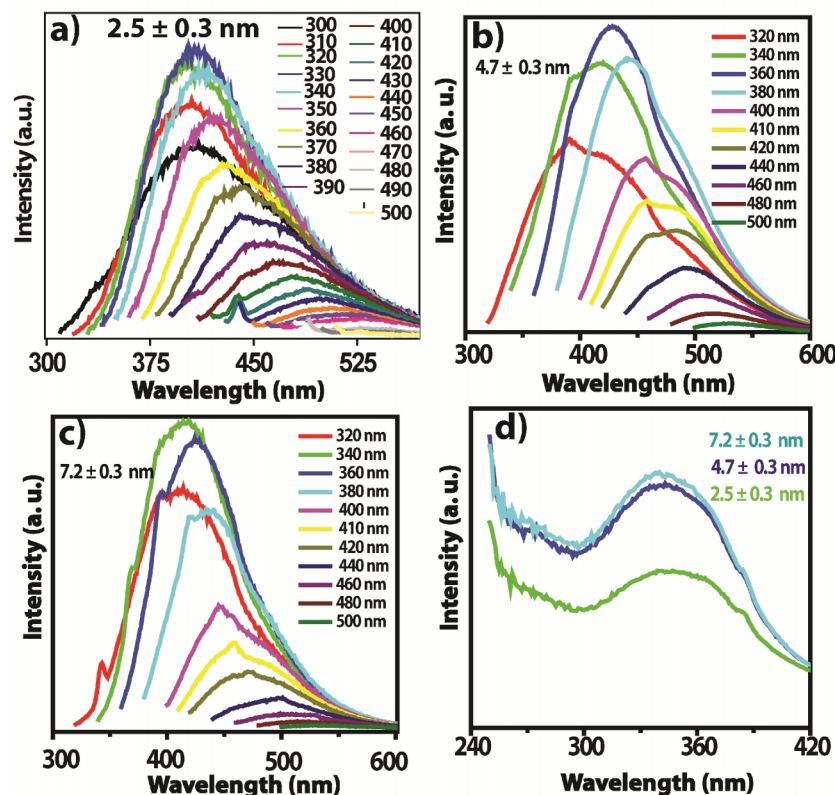 a)
2.5 ± 0.3 nm
300
310
320
330
340
350
360
370
380
390
400
410
420
430
440
450
460
470
480
490
500
Intensity (a.u.)
300 375 450 525
Wavelength (nm)
b)
4.7 ± 0.3 nm
320 nm
340 nm
360 nm
380 nm
400 nm
410 nm
420 nm
440 nm
460 nm
480 nm
500 nm
Intensity (a. u.)
300 400 500 600
Wavelength (nm)
c)
7.2 ± 0.3 nm
320 nm
340 nm
360 nm
380 nm
400 nm
410 nm
420 nm
440 nm
460 nm
480 nm
500 nm
Intensity (a. u.)
300 400 500 600
Wavelength (nm)
d)
7.2 ± 0.3 nm
4.7 ± 0.3 nm
2.5 ± 0.3 nm
Intensity (a. u.)
240 300 360 420
Wavelength (nm)